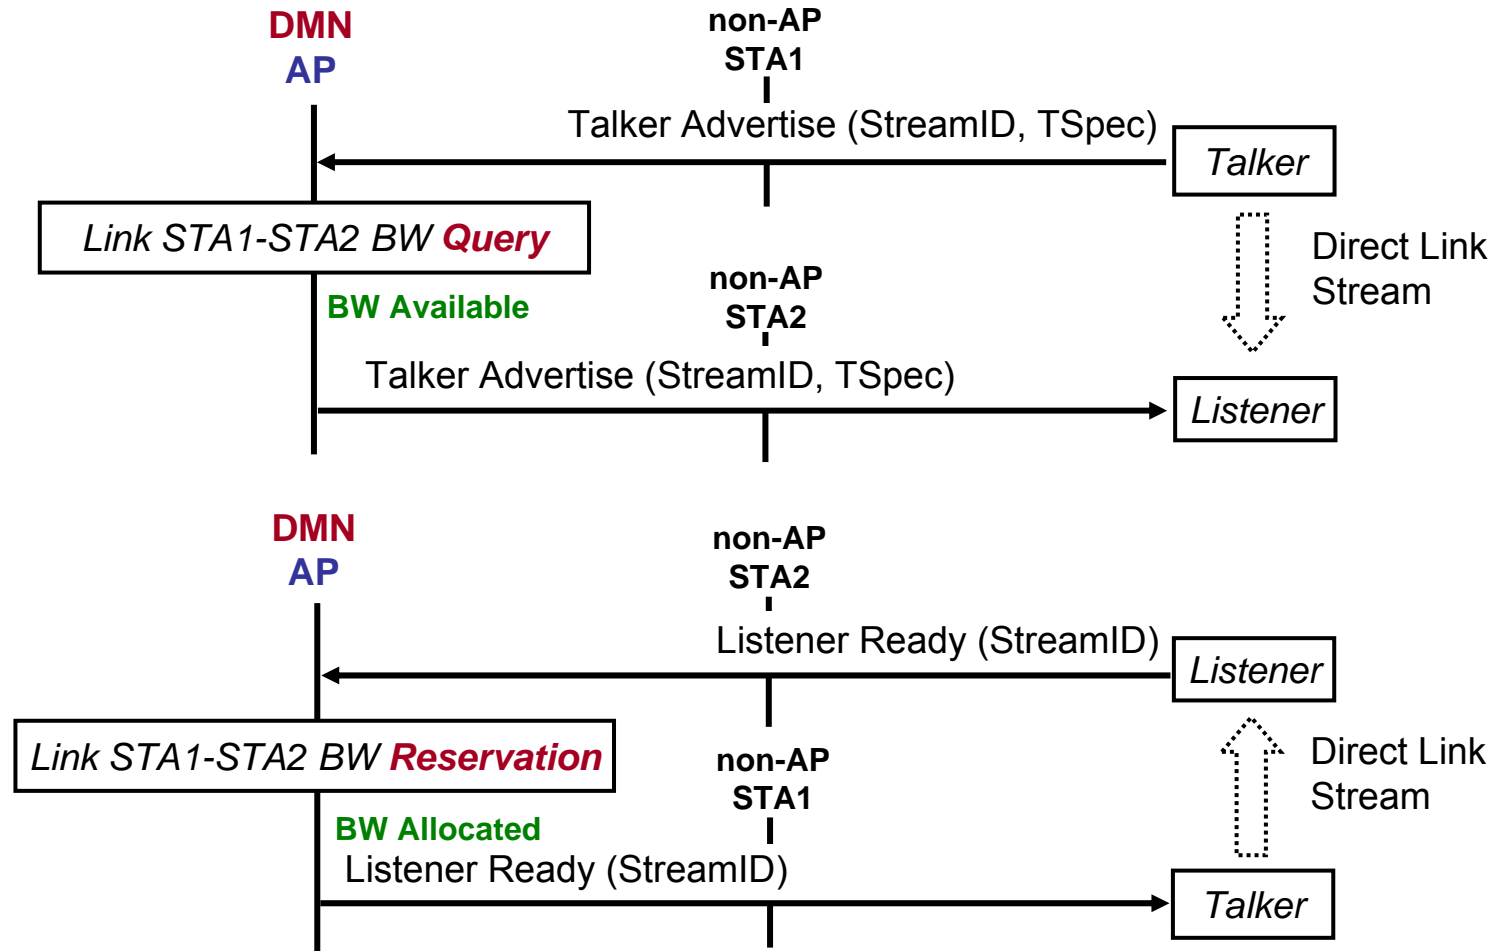 DMN
AP
non-AP
STA1
Talker Advertise (StreamID, TSpec)
Talker
Link STA1-STA2 BW Query
Direct Link
Stream
non-AP
STA2
BW Available
Talker Advertise (StreamID, TSpec)
Listener
DMN
AP
non-AP
STA2
Listener Ready (StreamID)
Listener
Link STA1-STA2 BW Reservation
Direct Link
Stream
non-AP
STA1
BW Allocated
Listener Ready (StreamID)
Talker